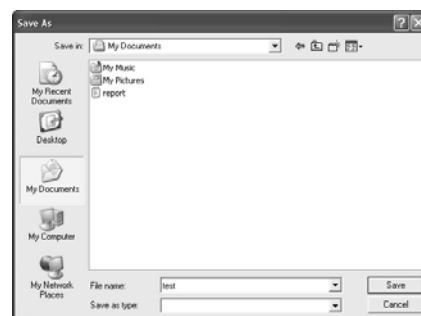 Save As
Save in:
My Documents
My Recent
Documents
Desktop
My Documents
My Computer
My Network
Places
My Music
My Pictures
report
File name:
test
Save
Save as type:
Cancel